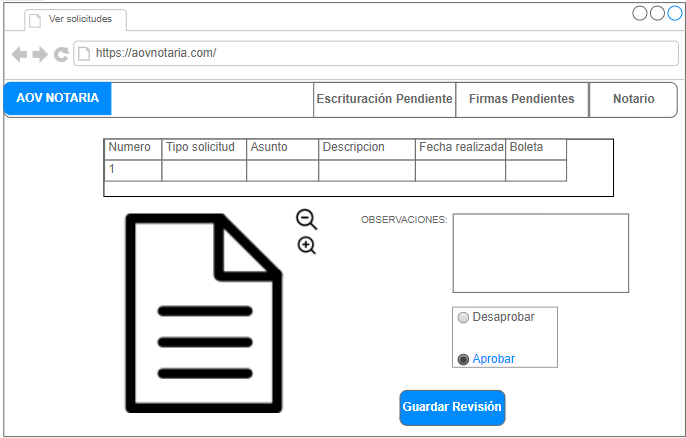 Ver solicitudes
https://aovnotaria.com/
AOV NOTARIA Escrituración Pendiente Firmas Pendientes Notario
Numero Tipo solicitud Asunto Descripcion Fecha realizada Boleta
1
OBSERVACIONES:
Desaprobar
Aprobar
Guardar Revisión